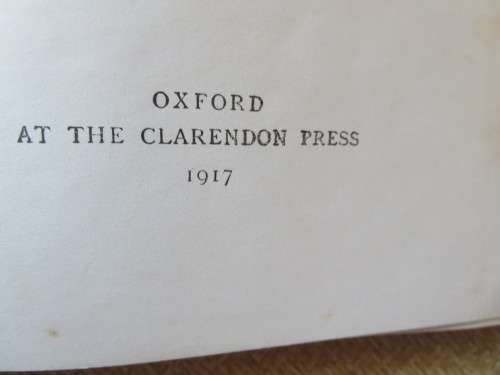 OXFORD
AT THE CLARENDON PRESS
1917